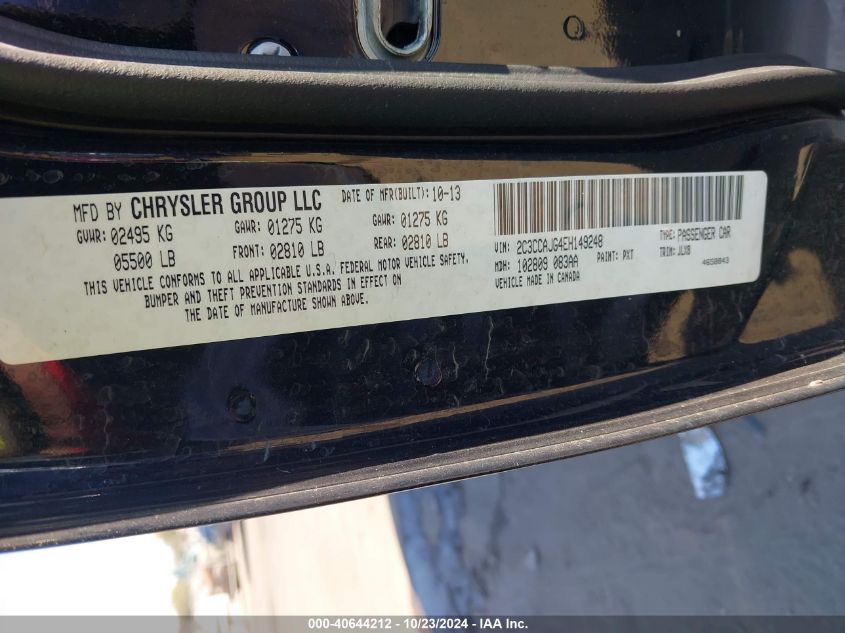 MFD BY CHRYSLER GROUP LLC DATE OF MFR(BUILT): 10-13
GVWR: 02495 KG GAWR: 01275 KG GAWR: 01275 KG
05500 LB FRONT: 02810 LB REAR: 02810 LB
THIS VEHICLE CONFORMS TO ALL APPLICABLE U.S.A. FEDERAL MOTOR VEHICLE SAFETY,
BUMPER AND THEFT PREVENTION STANDARDS IN EFFECT ON
THE DATE OF MANUFACTURE SHOWN ABOVE.
VIN: 2C3CCAJG4EH149248 TYPE: PASSENGER CAR
MDH: 102809 083AA PAINT: PXT TRIM: JLX8
VEHICLE MADE IN CANADA 4658843
000-40644212 - 10/23/2024 - IAA Inc.